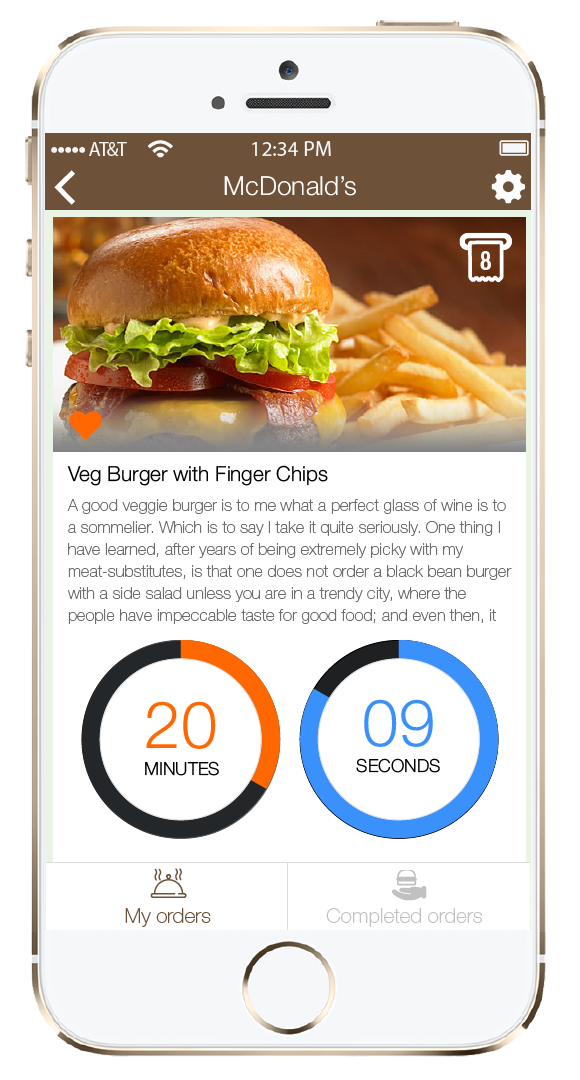 AT&T 12:34 PM
McDonald's
8
Veg Burger with Finger Chips
A good veggie burger is to me what a perfect glass of wine is to
a sommelier. Which is to say I take it quite seriously. One thing I
have learned, after years of being extremely picky with my
meat-substitutes, is that one does not order a black bean burger
with a side salad unless you are in a trendy city, where the
people have impeccable taste for good food; and even then, it
20 09
MINUTES SECONDS
My orders Completed orders